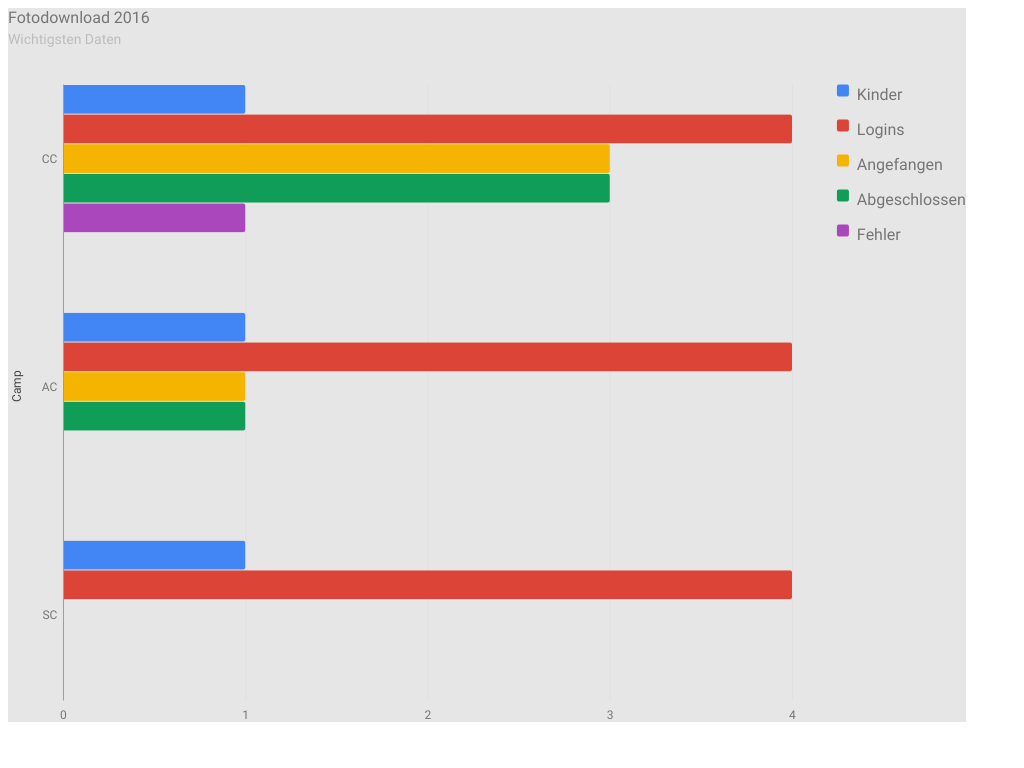 Fotodownload 2016
Wichtigsten Daten
Kinder
Logins
Angefangen
Abgeschlossen
Fehler
CC
AC
SC
Camp
0 1 2 3 4